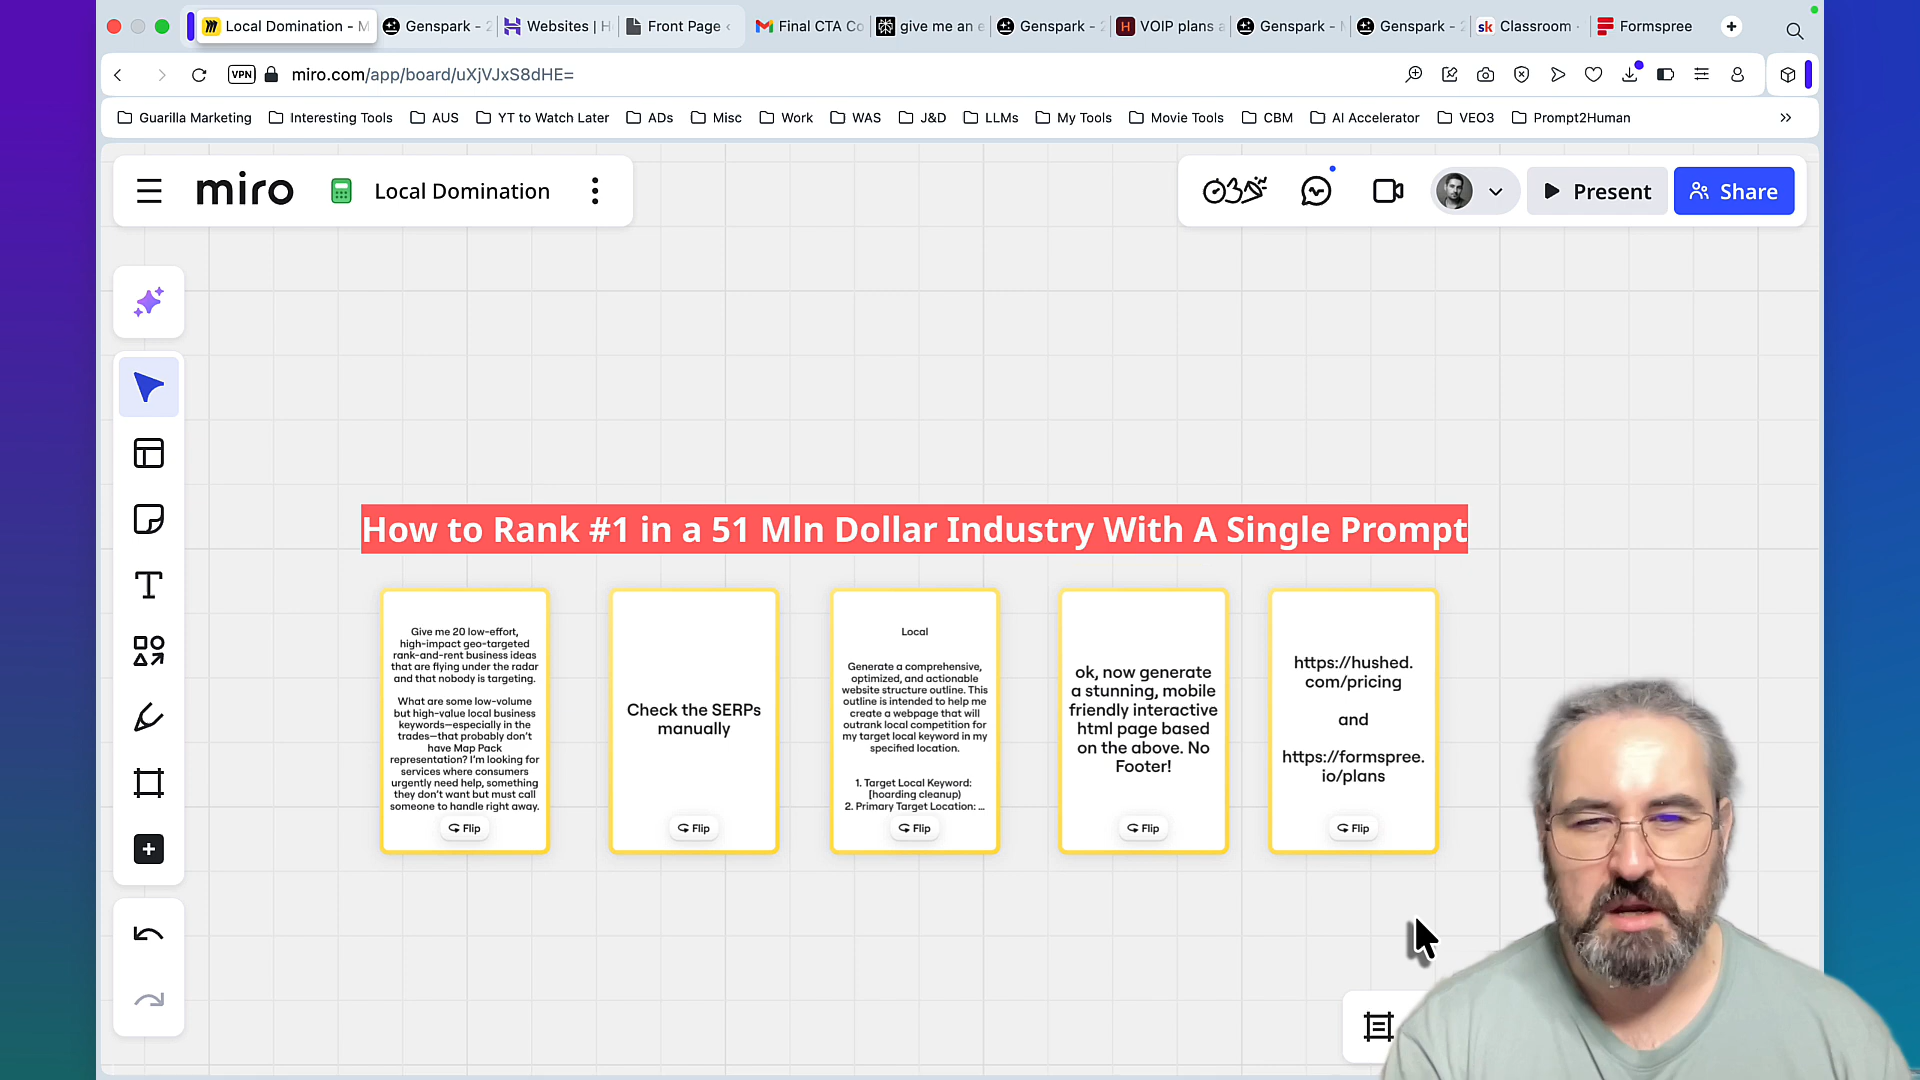 Local Domination - M
Genspark - 2
Websites | H
Front Page
Final CTA Co
give me an e
Genspark - 2
VOIP plans a
Genspark - M
Genspark - 2
sk Classroom -
Formspree
VPN miro.com/app/board/uXjVJxS8dHE=
Guarilla Marketing
Interesting Tools
AUS
YT to Watch Later
ADs
Misc
Work
WAS
J&D
LLMs
My Tools
Movie Tools
CBM
AI Accelerator
VEO3
Prompt2Human
miro
Local Domination
Present
Share
How to Rank #1 in a 51 Mln Dollar Industry With A Single Prompt
Give me 20 low-effort,
high-impact geo-targeted
rank-and-rent business ideas
that are flying under the radar
and that nobody is targeting.
What are some low-volume
but high-value local business
keywords—especially in the
trades—that probably don't
have Map Pack
representation? I'm looking for
services where consumers
urgently need help, something
they don't want but must call
someone to handle right away.
Flip
Check the SERPs
manually
Flip
Local
Generate a comprehensive,
optimized, and actionable
website structure outline. This
outline is intended to help me
create a webpage that will
outrank local competition for
my target local keyword in my
specified location.
1. Target Local Keyword:
[hoarding cleanup)
2. Primary Target Location: ...
Flip
ok, now generate
a stunning, mobile
friendly interactive
html page based
on the above. No
Footer!
Flip
https://hushed.
com/pricing
and
https://formspree.
io/plans
Flip